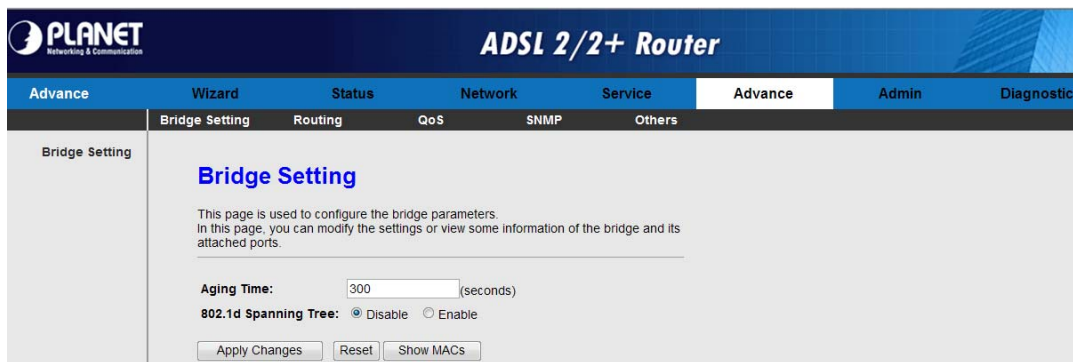 PLANET
Networking & Communication
ADSL 2/2+ Router
Advance Wizard Status Network Service Advance Admin Diagnostic
Bridge Setting Routing QoS SNMP Others
Bridge Setting
Bridge Setting
This page is used to configure the bridge parameters.
In this page, you can modify the settings or view some information of the bridge and its
attached ports.
Aging Time: 300 (seconds)
802.1d Spanning Tree: Disable Enable
Apply Changes Reset Show MACs